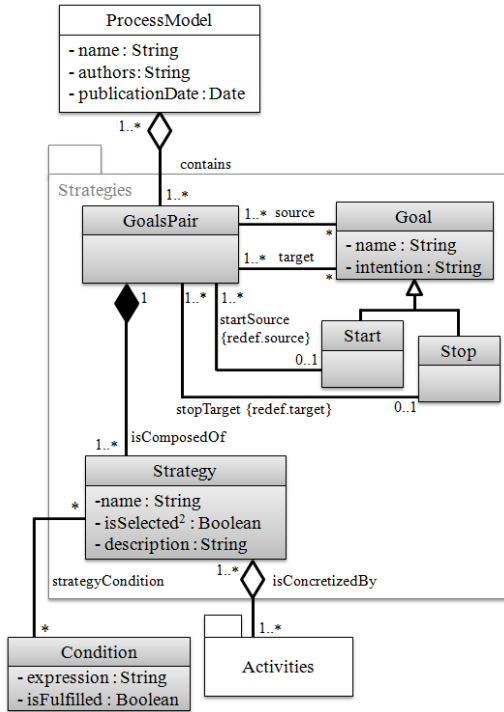 ProcessModel
- name : String
- authors: String
- publicationDate : Date
1..*
contains
1..*
Strategies
GoalsPair
1..* source
*
Goal
- name : String
- intention : String
1..* target
*
1
1..*
1..*
startSource
{redef.source}
0..1
Start
Stop
stopTarget {redef.target}
0..1
isComposedOf
1..*
Strategy
-name : String
- isSelected² : Boolean
- description : String
*
strategyCondition
1..*
isConcretizedBy
*
1..*
Condition
- expression : String
- isFulfilled : Boolean
Activities